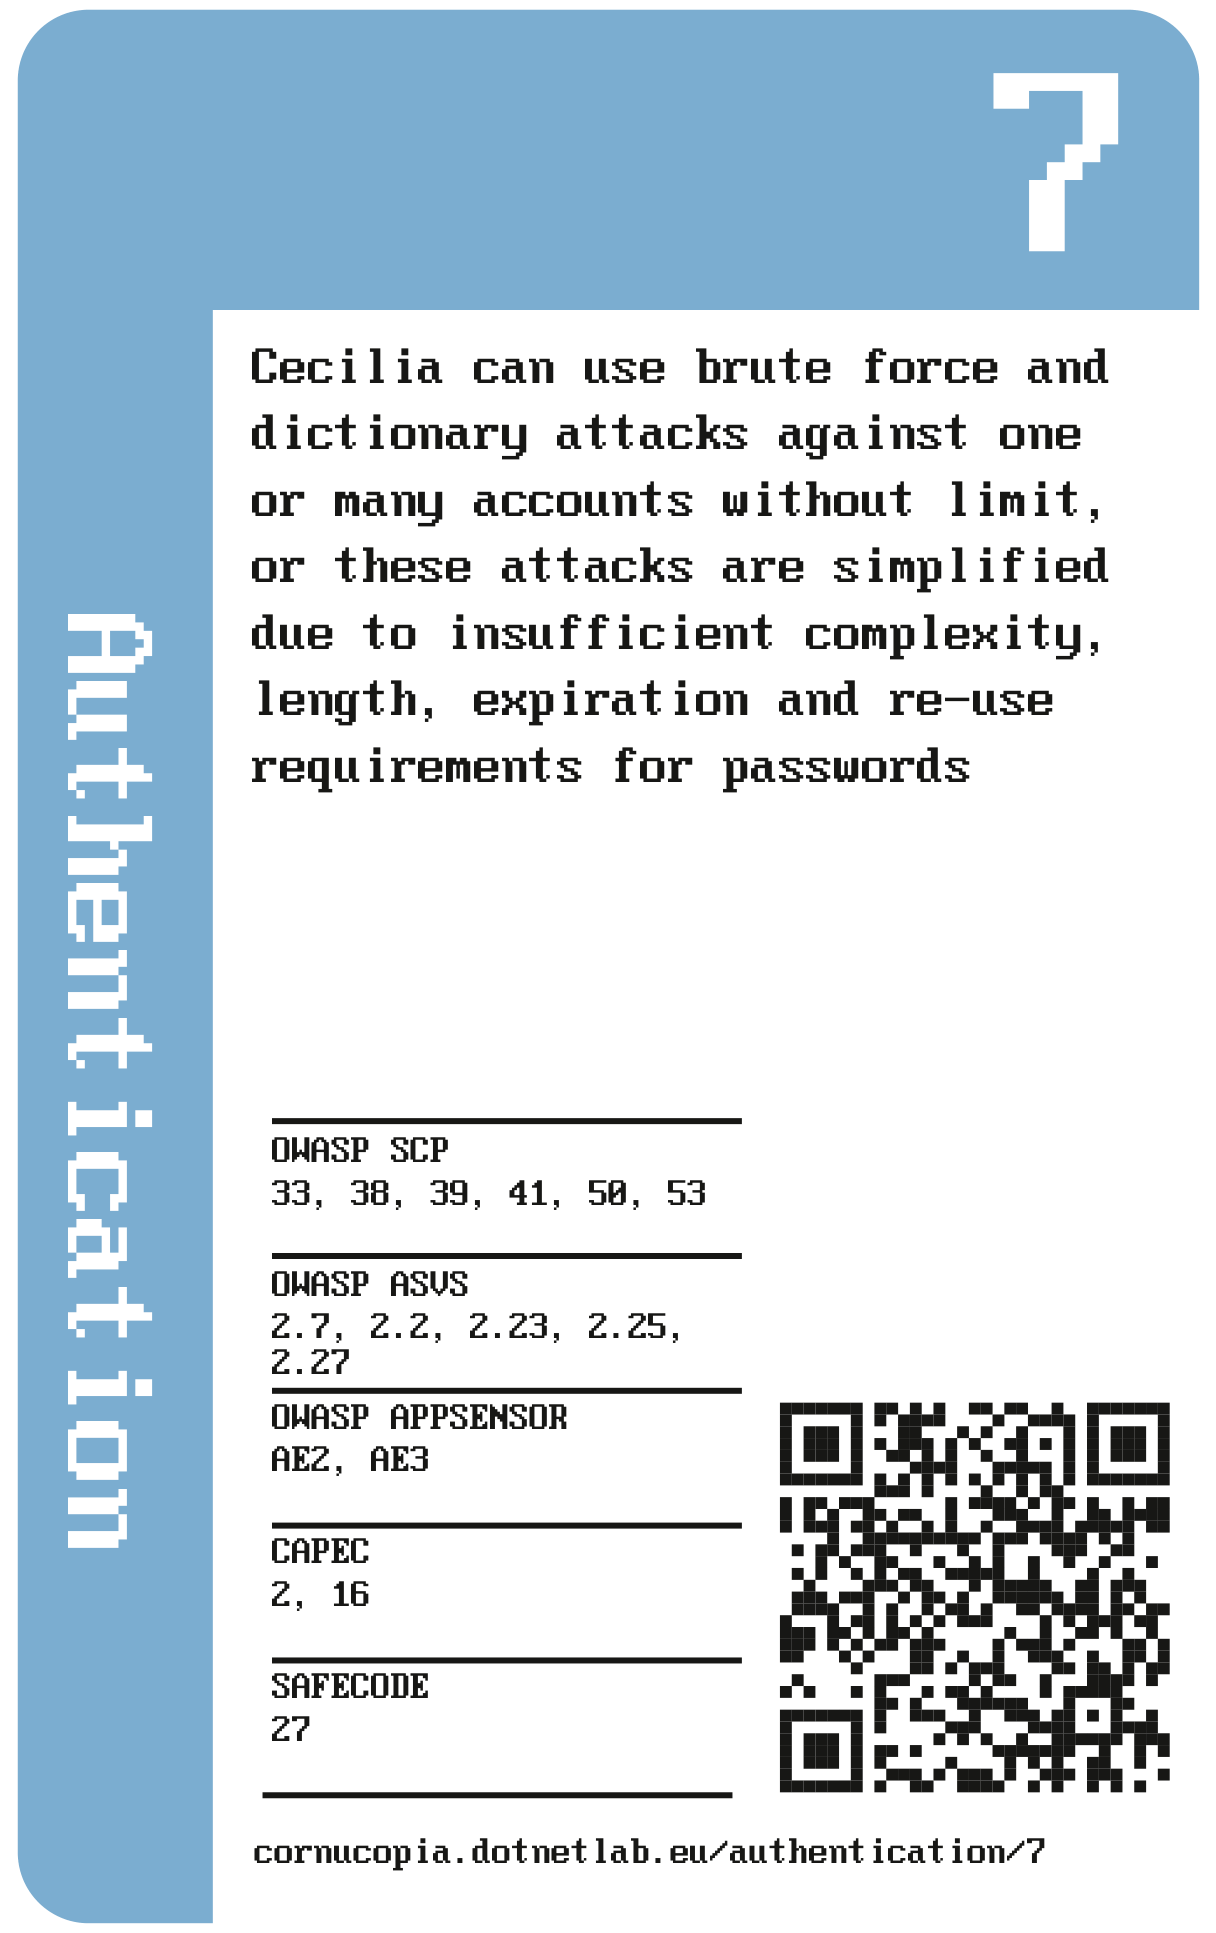 7
Cecilia can use brute force and
dictionary attacks against one
or many accounts without limit,
or these attacks are simplified
due to insufficient complexity,
length, expiration and re-use
requirements for passwords
Authentication
OWASP SCP
33, 38, 39, 41, 50, 53
OWASP ASVS
2.7, 2.2, 2.23, 2.25,
2.27
OWASP APPSENSOR
AE2, AE3
CAPEC
2, 16
SAFECODE
27
cornucopia.dotnetlab.eu/authentication/7